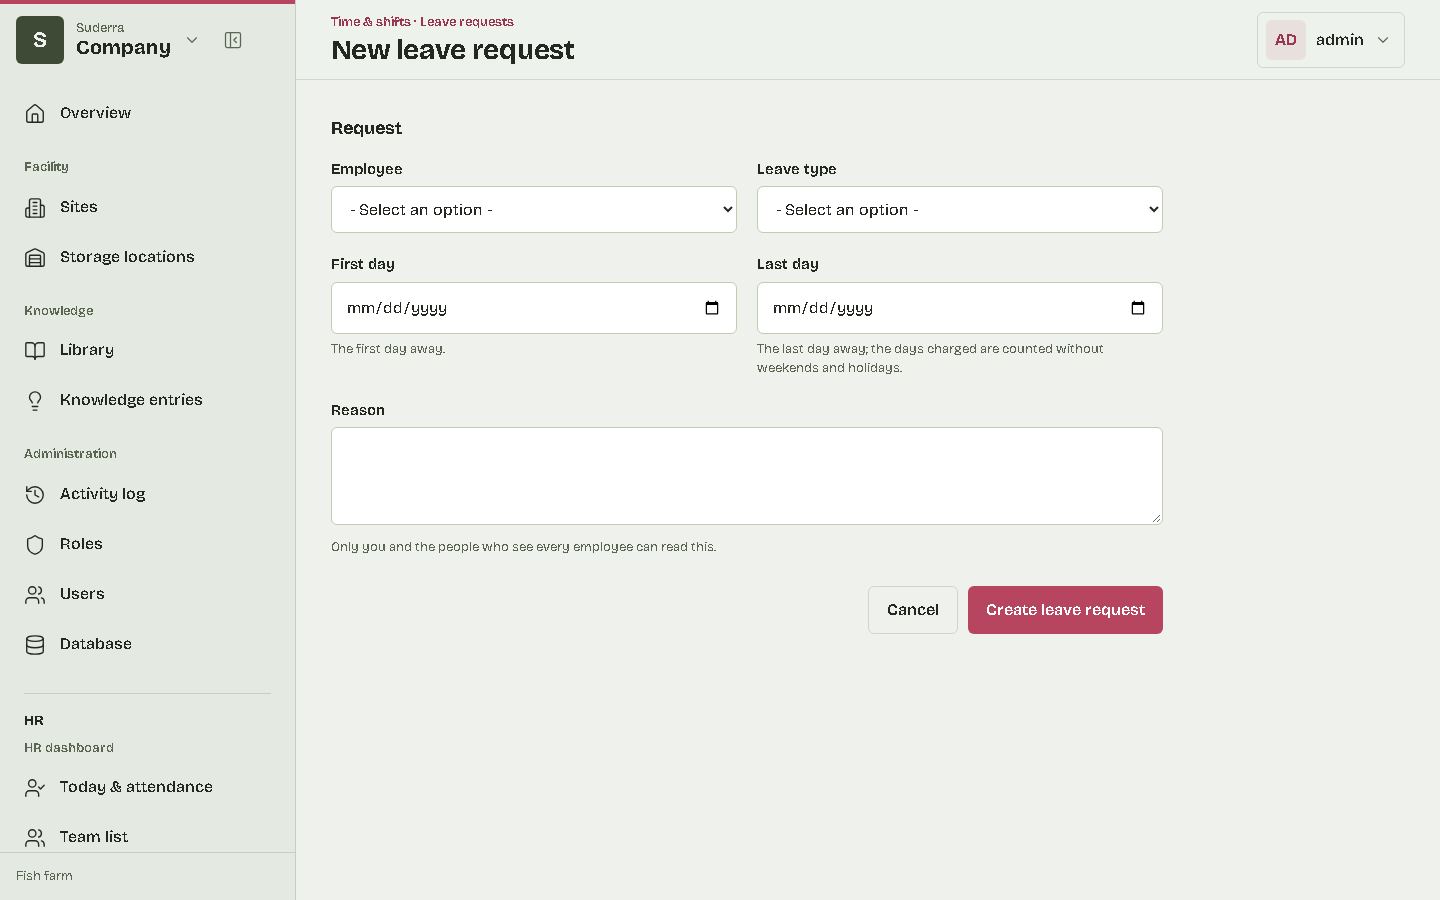 S
Suderra
Company
Overview
Facility
Sites
Storage locations
Knowledge
Library
Knowledge entries
Administration
Activity log
Roles
Users
Database
HR
HR dashboard
Today & attendance
Team list
Fish farm
Time & shifts · Leave requests
New leave request
AD
admin
Request
Employee
Leave type
- Select an option -
- Select an option -
First day
Last day
mm/dd/yyyy
mm/dd/yyyy
The first day away.
The last day away; the days charged are counted without
weekends and holidays.
Reason
Only you and the people who see every employee can read this.
Cancel
Create leave request